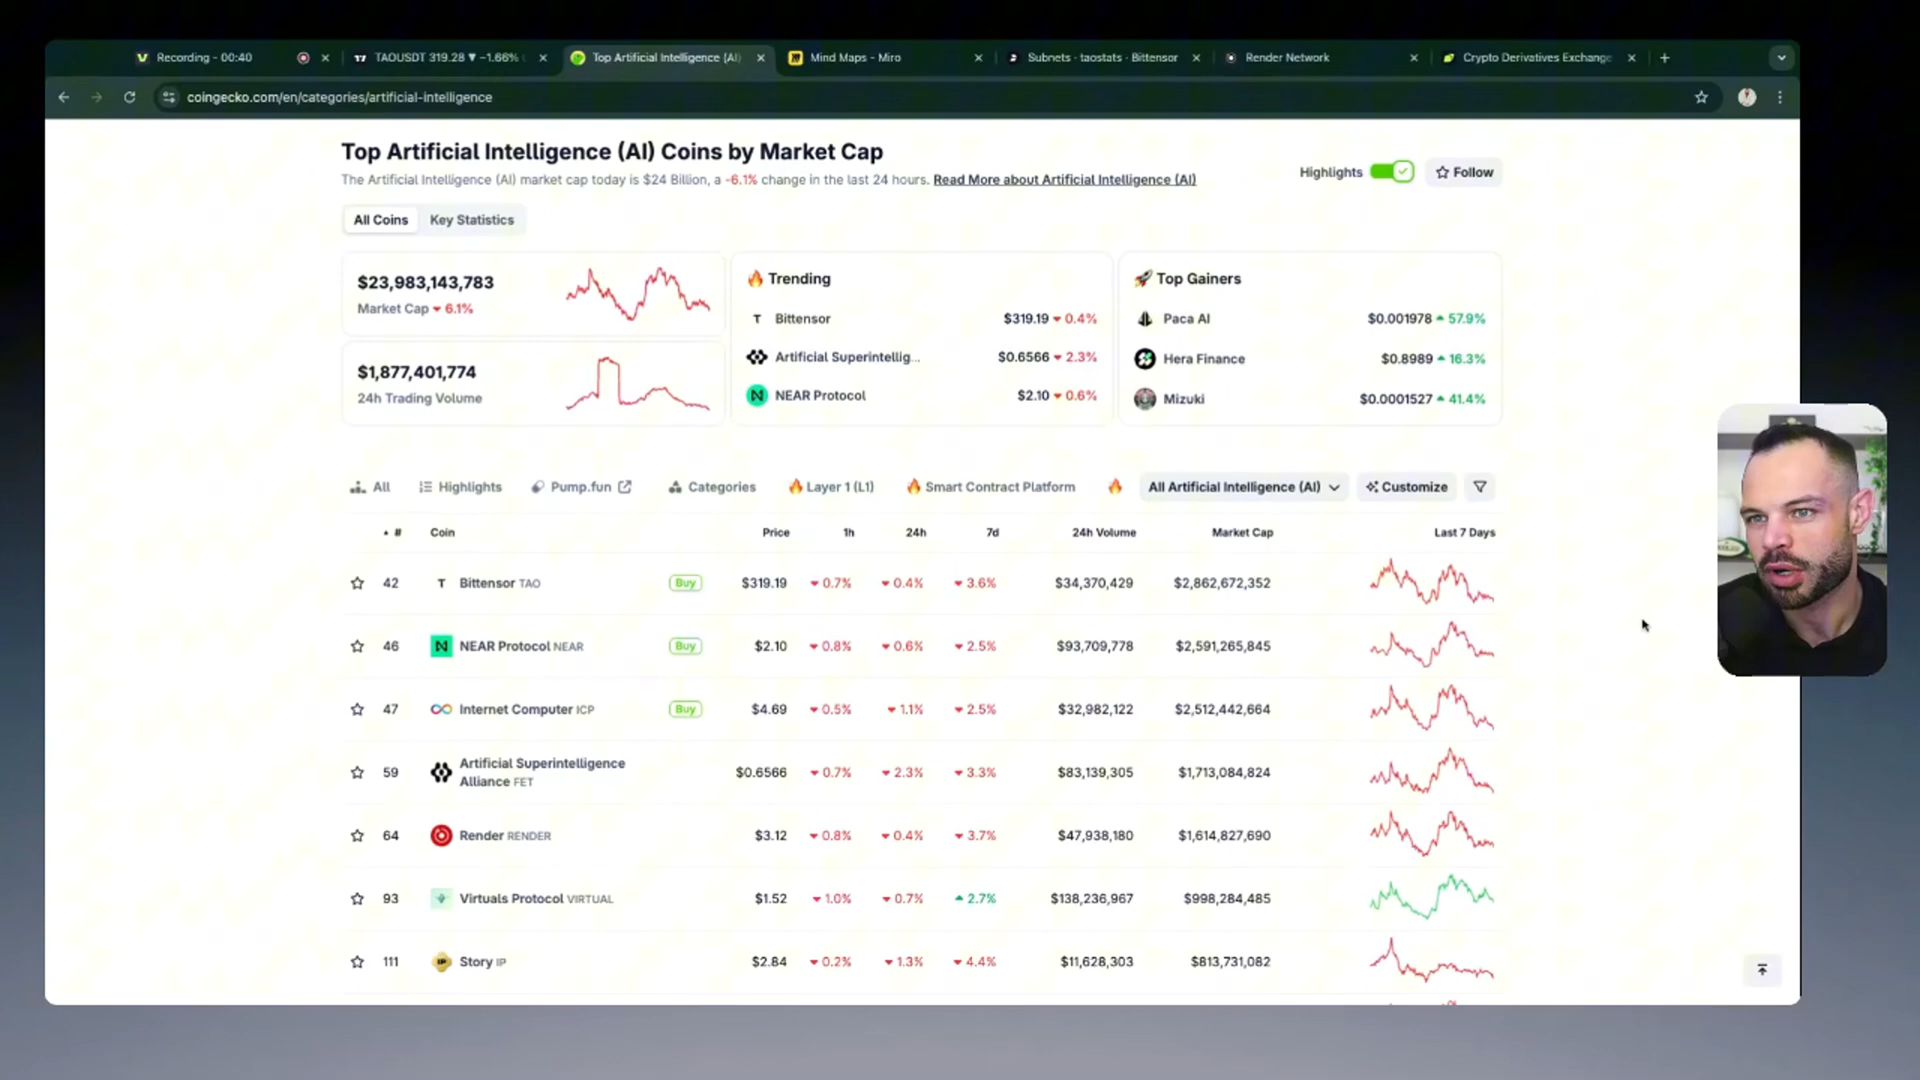 Recording - 00:40
TAOUSDT 319.28 ▼ −1.66%
Top Artificial Intelligence (AI)
Mind Maps - Miro
Subnets · taostats · Bittensor
Render Network
Crypto Derivatives Exchange
coingecko.com/en/categories/artificial-intelligence
Top Artificial Intelligence (AI) Coins by Market Cap
The Artificial Intelligence (AI) market cap today is $24 Billion, a -6.1% change in the last 24 hours. Read More about Artificial Intelligence (AI)
Highlights
Follow
All Coins
Key Statistics
$23,983,143,783
Market Cap ▼ 6.1%
$1,877,401,774
24h Trading Volume
Trending
T Bittensor $319.19 ▼ 0.4%
Artificial Superintellig... $0.6566 ▼ 2.3%
NEAR Protocol $2.10 ▼ 0.6%
Top Gainers
Paca AI $0.001978 ▲ 57.9%
Hera Finance $0.8989 ▲ 16.3%
Mizuki $0.0001527 ▲ 41.4%
All Highlights Pump.fun Categories Layer 1 (L1) Smart Contract Platform All Artificial Intelligence (AI) Customize
▲ # Coin Price 1h 24h 7d 24h Volume Market Cap Last 7 Days
42 T Bittensor TAO Buy $319.19 ▼ 0.7% ▼ 0.4% ▼ 3.6% $34,370,429 $2,862,672,352
46 NEAR Protocol NEAR Buy $2.10 ▼ 0.8% ▼ 0.6% ▼ 2.5% $93,709,778 $2,591,265,845
47 Internet Computer ICP Buy $4.69 ▼ 0.5% ▼ 1.1% ▼ 2.5% $32,982,122 $2,512,442,664
59 Artificial Superintelligence
Alliance FET $0.6566 ▼ 0.7% ▼ 2.3% ▼ 3.3% $83,139,305 $1,713,084,824
64 Render RENDER $3.12 ▼ 0.8% ▼ 0.4% ▼ 3.7% $47,938,180 $1,614,827,690
93 Virtuals Protocol VIRTUAL $1.52 ▼ 1.0% ▼ 0.7% ▲ 2.7% $138,236,967 $998,284,485
111 IP Story IP $2.84 ▼ 0.2% ▼ 1.3% ▼ 4.4% $11,628,303 $813,731,082